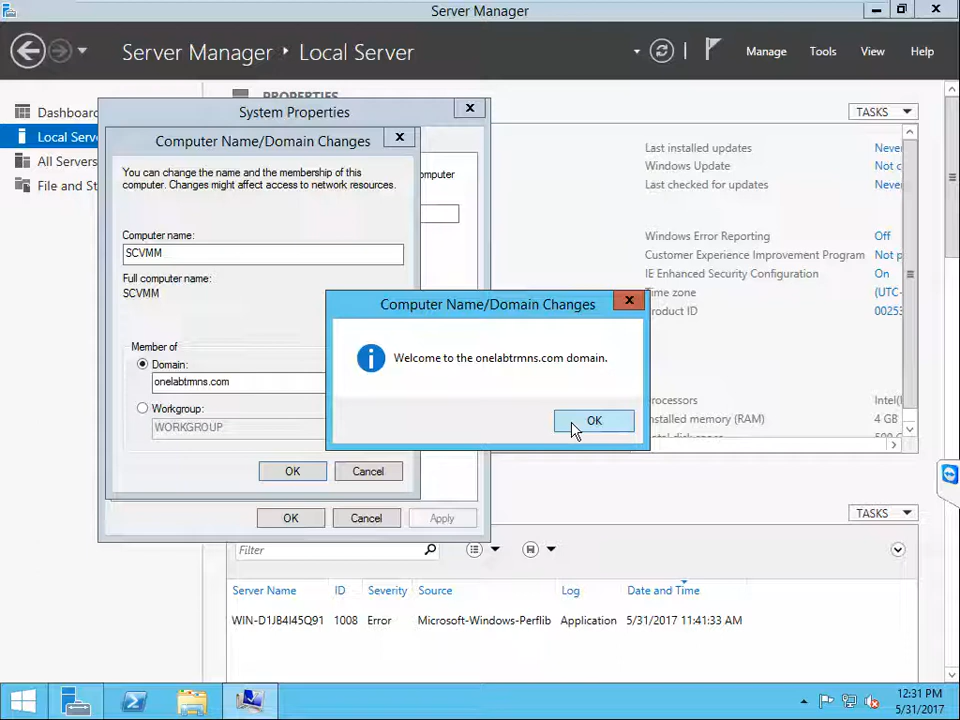 Server Manager
Server Manager ▸ Local Server
Manage Tools View Help
PROPERTIES
TASKS
Dashboard
Local Serv
All Servers
File and St
System Properties
Computer Name/Domain Changes
You can change the name and the membership of this
computer. Changes might affect access to network resources.
omputer
Computer name:
SCVMM
Full computer name:
SCVMM
Member of
Domain:
onelabtrmns.com
Workgroup:
WORKGROUP
OK Cancel
OK Cancel Apply
Computer Name/Domain Changes
Welcome to the onelabtrmns.com domain.
OK
Last installed updates Never
Windows Update Not c
Last checked for updates Never
Windows Error Reporting Off
Customer Experience Improvement Program Not p
IE Enhanced Security Configuration On
Time zone (UTC-
Product ID 00253
rocessors Intel(
nstalled memory (RAM) 4 GB
TASKS
Filter
Server Name ID Severity Source Log Date and Time
WIN-D1JB4I45Q91 1008 Error Microsoft-Windows-Perflib Application 5/31/2017 11:41:33 AM
12:31 PM
5/31/2017